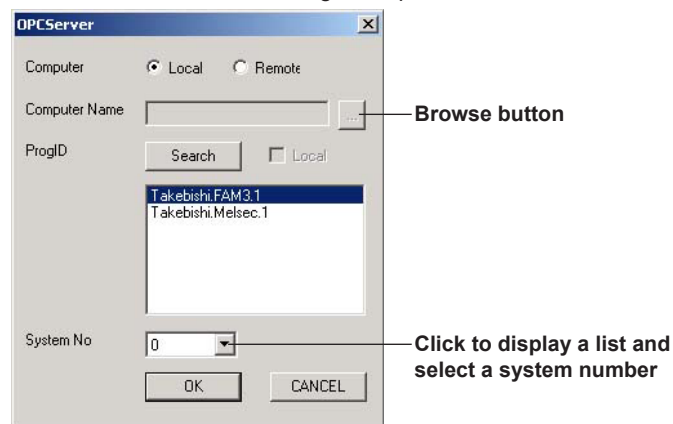 OPCServer
Computer
Local
Remote
Computer Name
...
Browse button
ProgID
Search
Local
Takebishi.FAM3.1
Takebishi.Melsec.1
System No
0
Click to display a list and
select a system number
OK
CANCEL